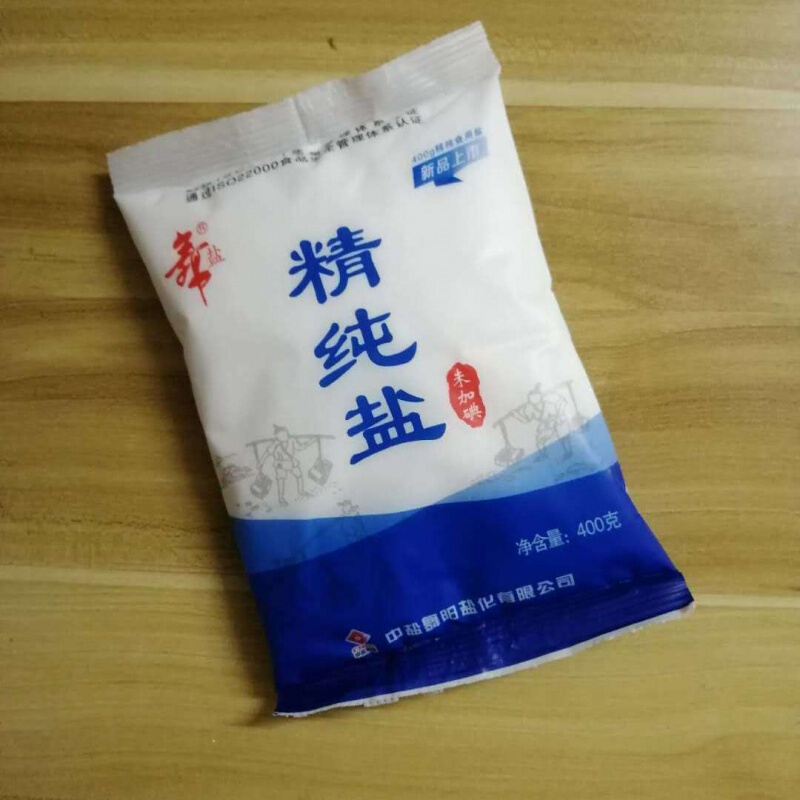 通过ISO22000食品安全管理体系认证
400g精纯食用盐
新品上市
®
盐
精纯盐
未加碘
净含量：400克
中盐舞阳盐化有限公司